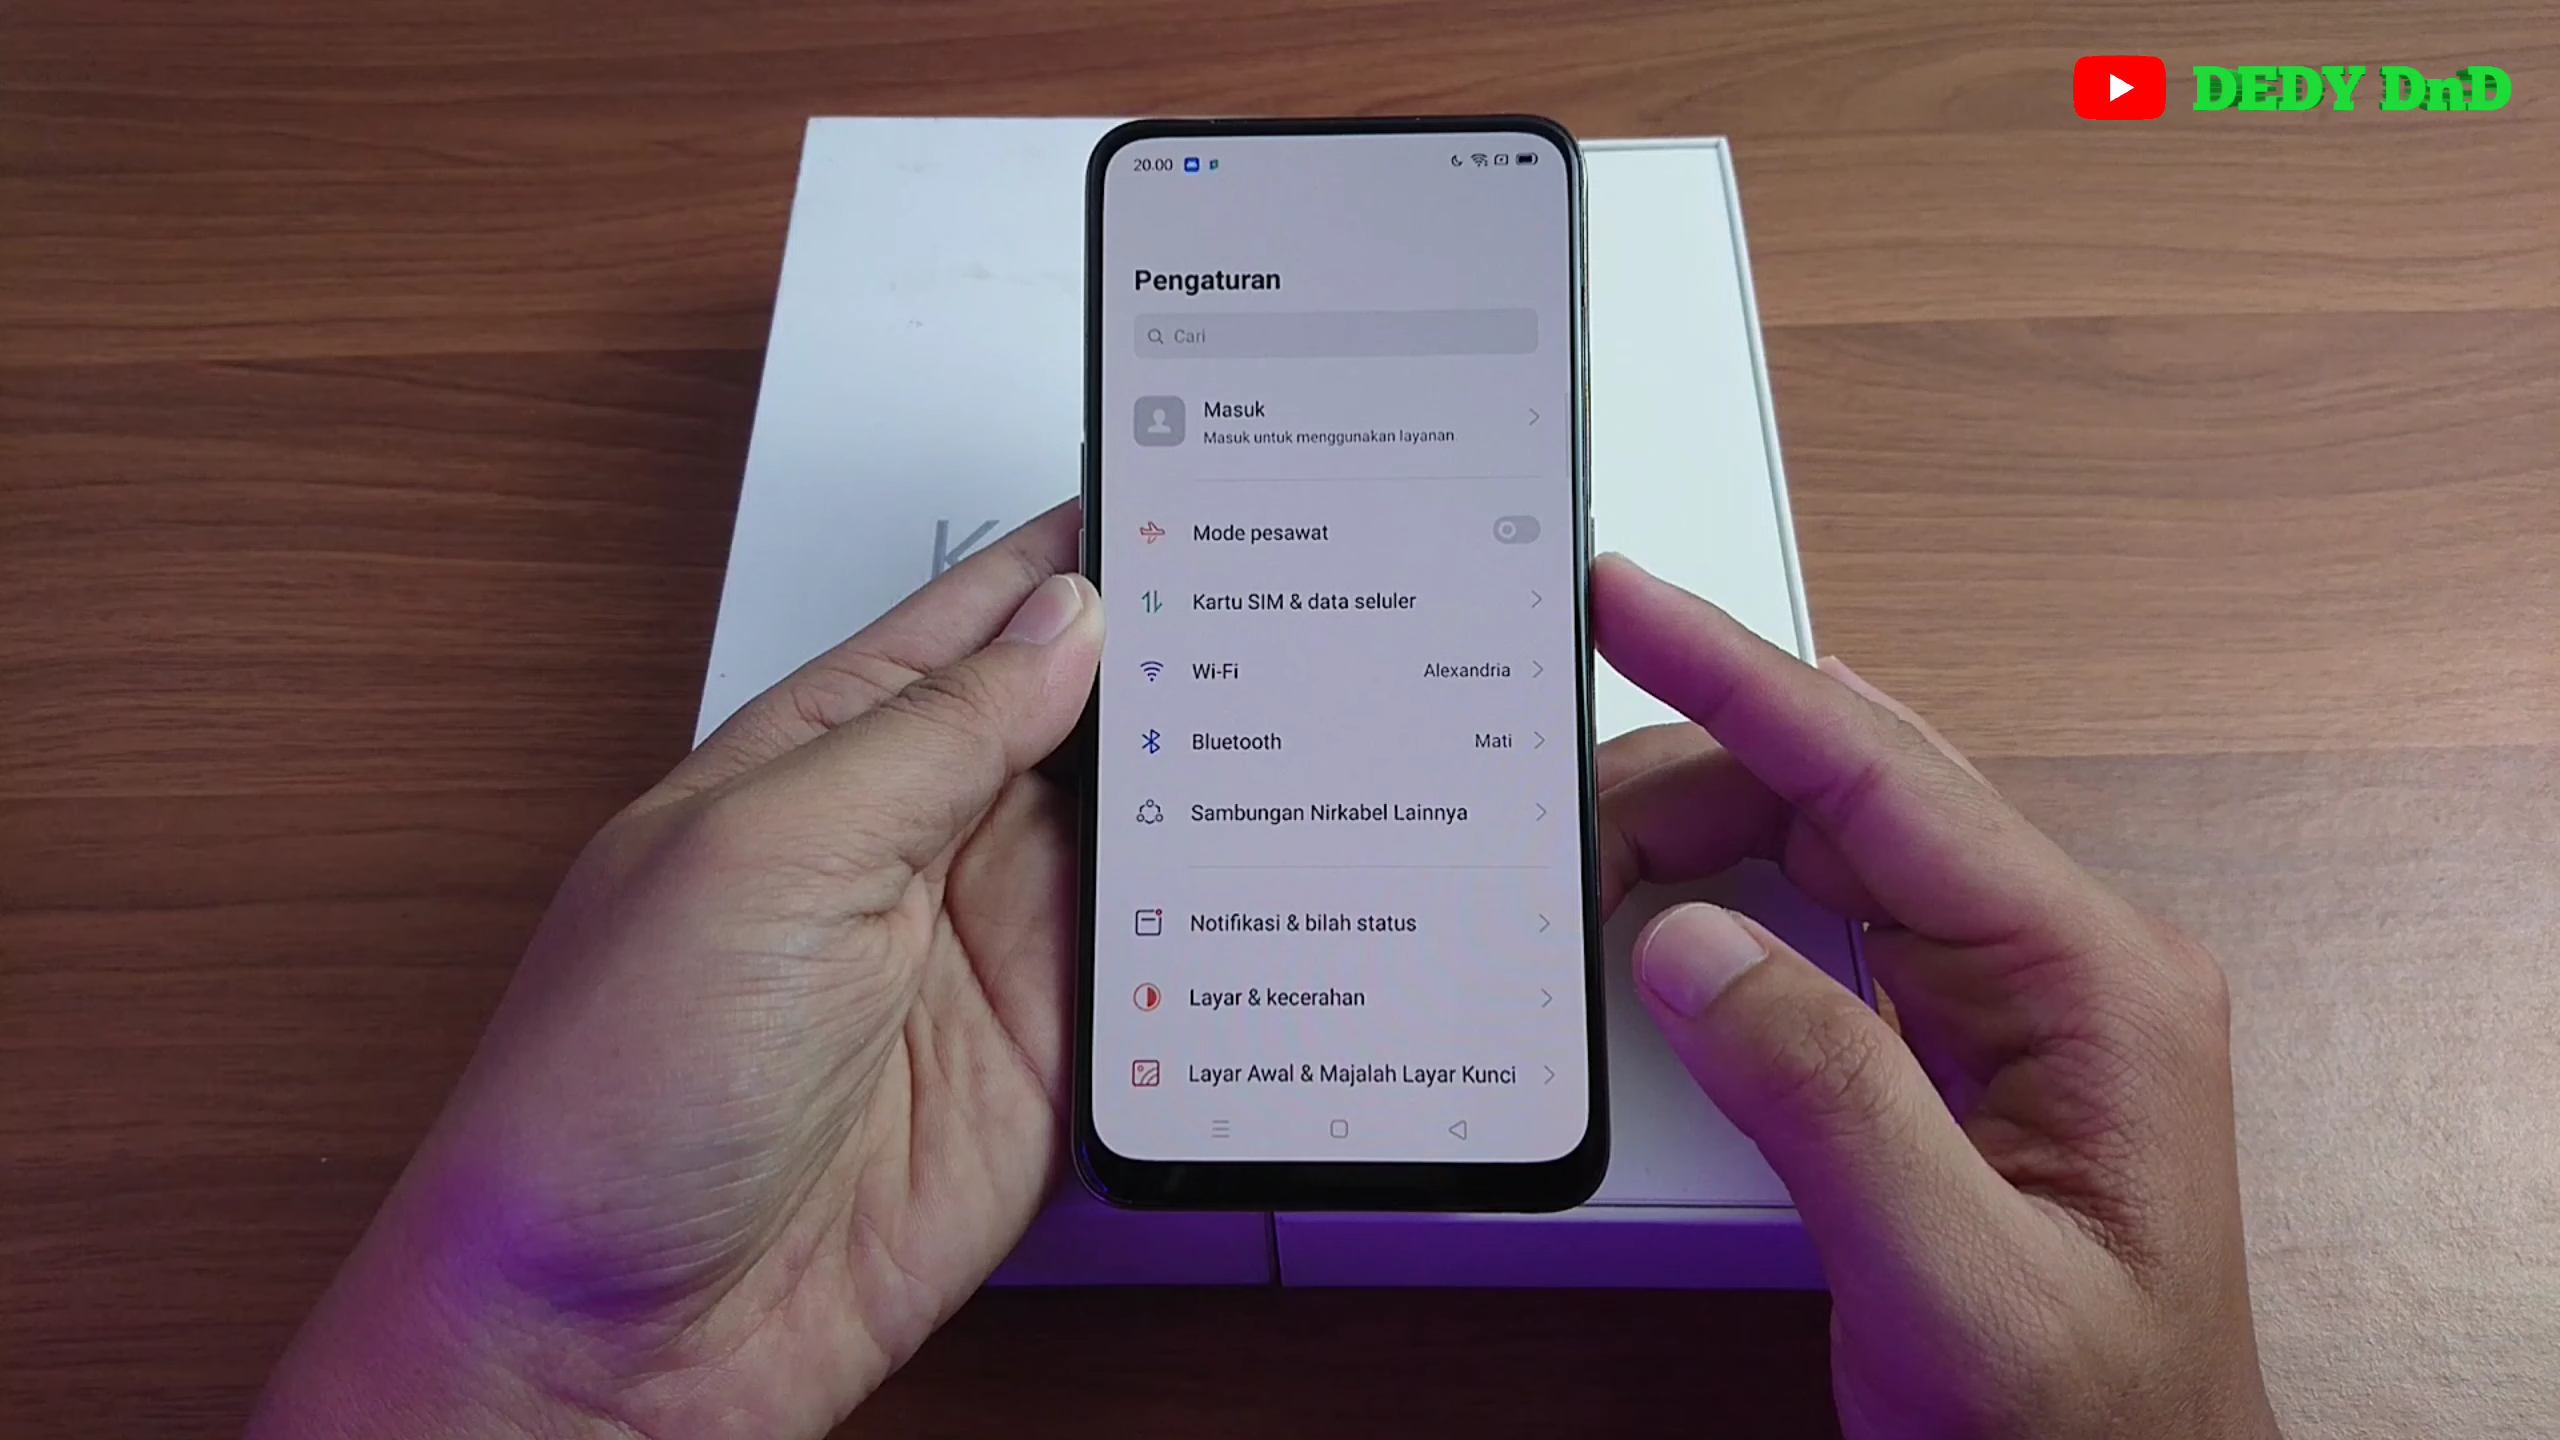 DEDY DnD
20.00
Pengaturan
Cari
Masuk
Masuk untuk menggunakan layanan
Mode pesawat
Kartu SIM & data seluler
Wi-Fi Alexandria
Bluetooth Mati
Sambungan Nirkabel Lainnya
Notifikasi & bilah status
Layar & kecerahan
Layar Awal & Majalah Layar Kunci
K